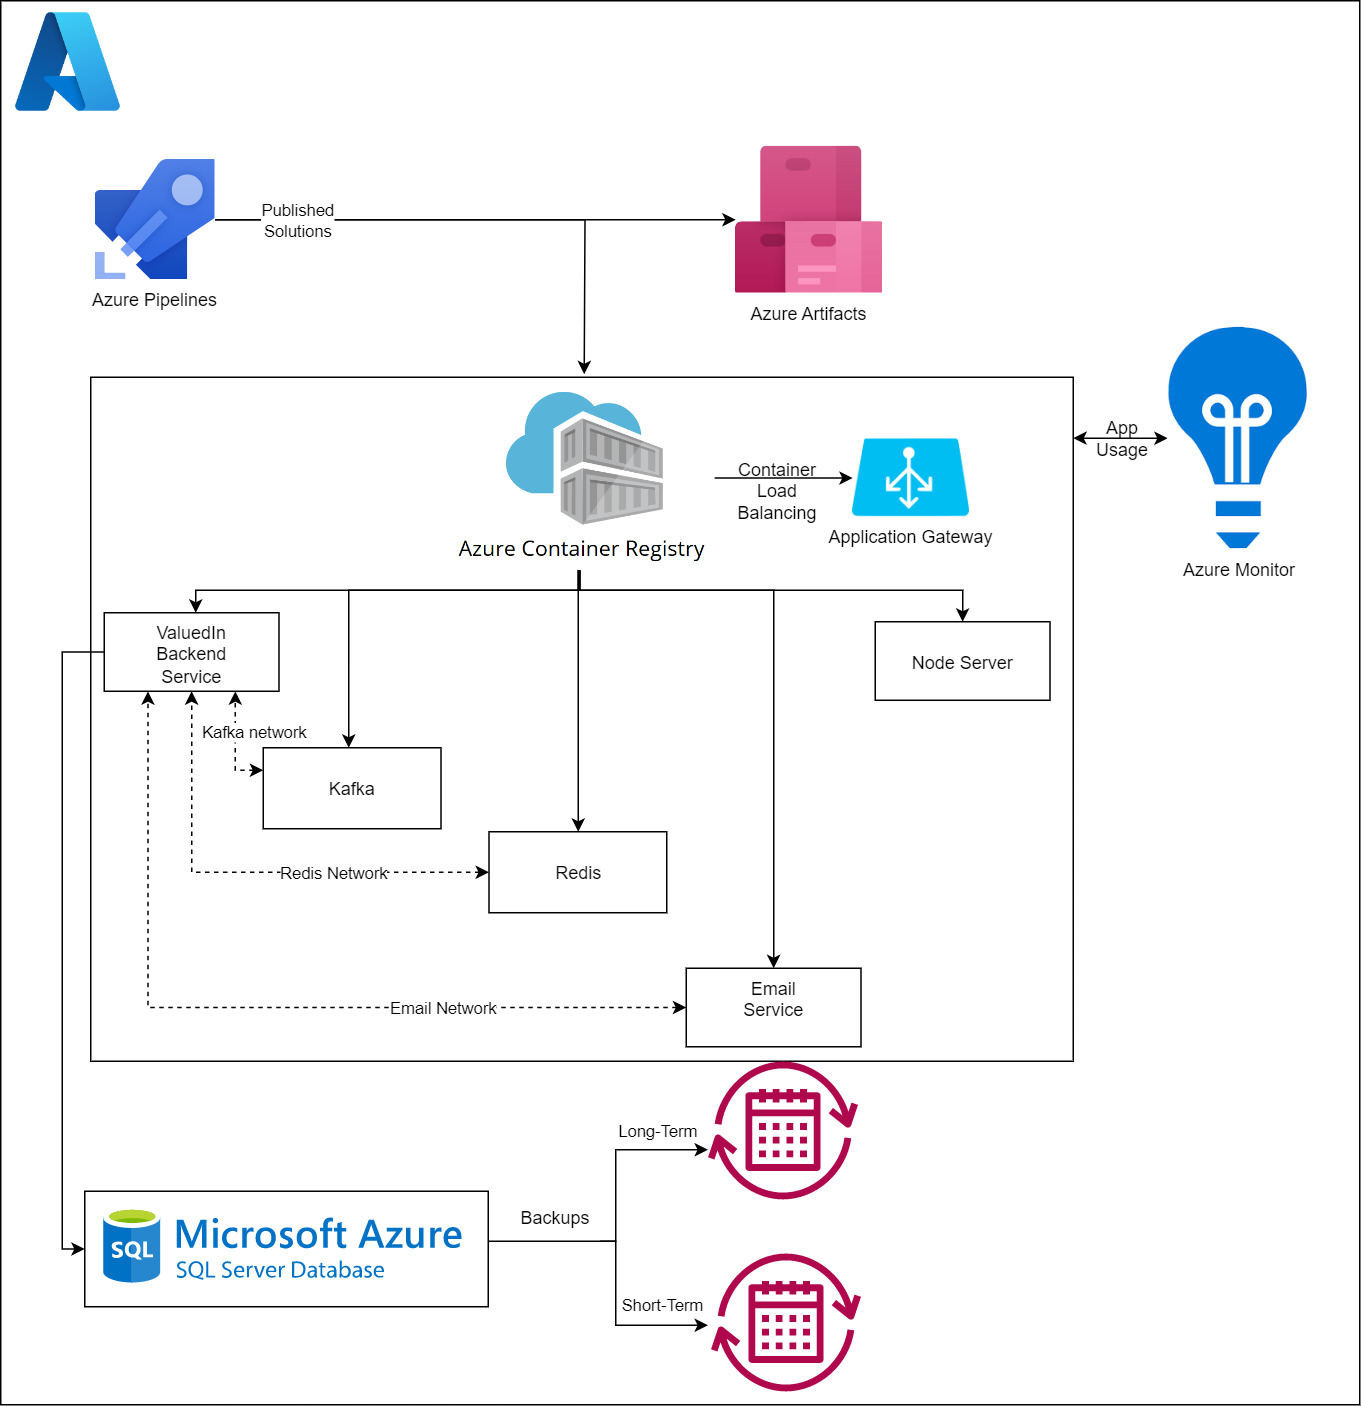 Published
Solutions
Azure Pipelines
Azure Artifacts
App
Usage
Azure Monitor
Container
Load
Balancing
Application Gateway
Azure Container Registry
ValuedIn
Backend
Service
Node Server
Kafka network
Kafka
Redis Network
Redis
Email Network
Email
Service
Long-Term
Backups
SQL
Microsoft Azure
SQL Server Database
Short-Term